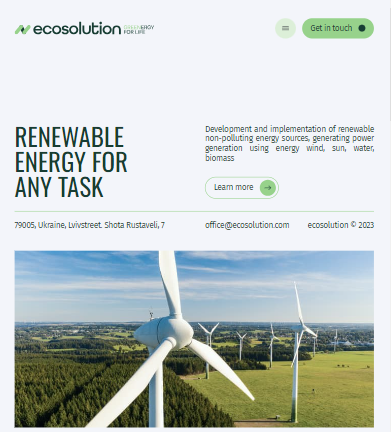 ecosolution
GREENERGY
FOR LIFE
Get in touch
RENEWABLE
ENERGY FOR
ANY TASK
Development and implementation of renewable
non-polluting energy sources, generating power
generation using energy wind, sun, water,
biomass
Learn more
79005, Ukraine, Lvivstreet. Shota Rustaveli, 7
office@ecosolution.com
ecosolution © 2023